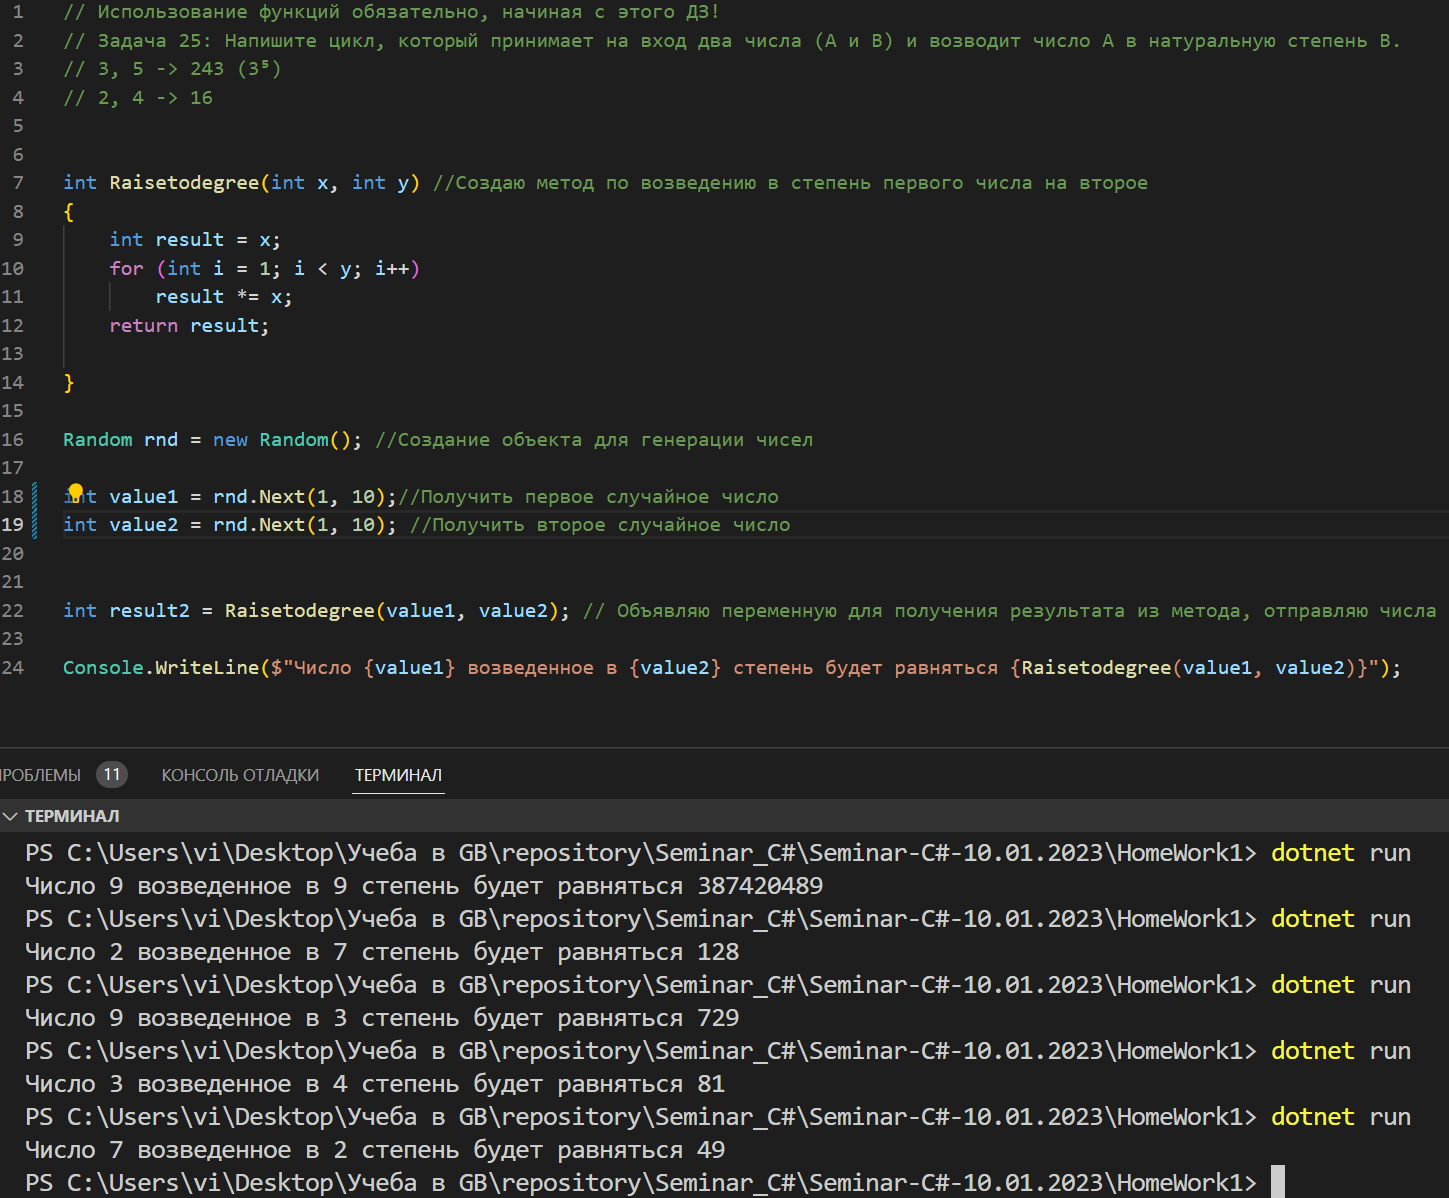 1 // Использование функций обязательно, начиная с этого ДЗ!
2 // Задача 25: Напишите цикл, который принимает на вход два числа (A и B) и возводит число A в натуральную степень B.
3 // 3, 5 -> 243 (3⁵)
4 // 2, 4 -> 16
5
6
7 int Raisetodegree(int x, int y) //Создаю метод по возведению в степень первого числа на второе
8 {
9 int result = x;
10 for (int i = 1; i < y; i++)
11 result *= x;
12 return result;
13
14 }
15
16 Random rnd = new Random(); //Создание объекта для генерации чисел
17
18 int value1 = rnd.Next(1, 10);//Получить первое случайное число
19 int value2 = rnd.Next(1, 10); //Получить второе случайное число
20
21
22 int result2 = Raisetodegree(value1, value2); // Объявляю переменную для получения результата из метода, отправляю числа
23
24 Console.WriteLine($"Число {value1} возведенное в {value2} степень будет равняться {Raisetodegree(value1, value2)}");
РОБЛЕМЫ 11 КОНСОЛЬ ОТЛАДКИ ТЕРМИНАЛ
ТЕРМИНАЛ
PS C:\Users\vi\Desktop\Учеба в GB\repository\Seminar_C#\Seminar-C#-10.01.2023\HomeWork1> dotnet run
Число 9 возведенное в 9 степень будет равняться 387420489
PS C:\Users\vi\Desktop\Учеба в GB\repository\Seminar_C#\Seminar-C#-10.01.2023\HomeWork1> dotnet run
Число 2 возведенное в 7 степень будет равняться 128
PS C:\Users\vi\Desktop\Учеба в GB\repository\Seminar_C#\Seminar-C#-10.01.2023\HomeWork1> dotnet run
Число 9 возведенное в 3 степень будет равняться 729
PS C:\Users\vi\Desktop\Учеба в GB\repository\Seminar_C#\Seminar-C#-10.01.2023\HomeWork1> dotnet run
Число 3 возведенное в 4 степень будет равняться 81
PS C:\Users\vi\Desktop\Учеба в GB\repository\Seminar_C#\Seminar-C#-10.01.2023\HomeWork1> dotnet run
Число 7 возведенное в 2 степень будет равняться 49
PS C:\Users\vi\Desktop\Учеба в GB\repository\Seminar_C#\Seminar-C#-10.01.2023\HomeWork1>